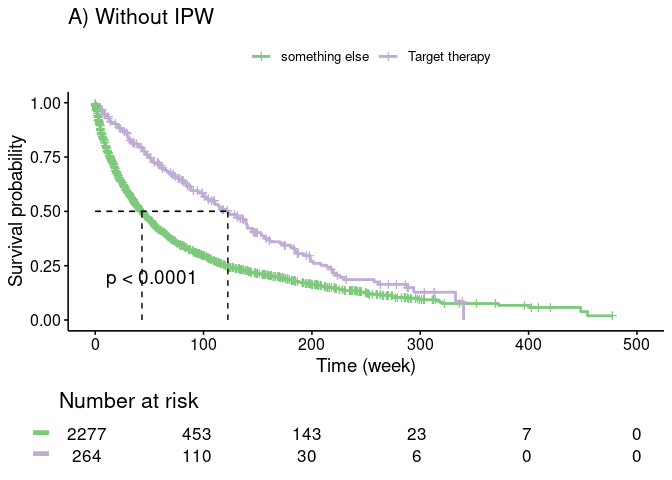 A) Without IPW
something else Target therapy
Survival probability
1.00
0.75
0.50
0.25
0.00
p < 0.0001
0 100 200 300 400 500
Time (week)
Number at risk
2277 453 143 23 7 0
264 110 30 6 0 0